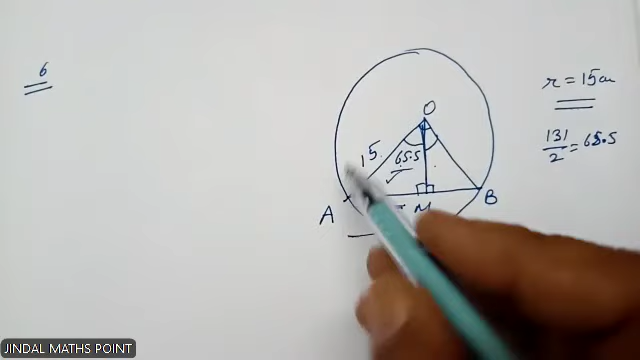 6
r = 15cm
131/2 = 65.5
O
15
65.5
A
M
B
JINDAL MATHS POINT